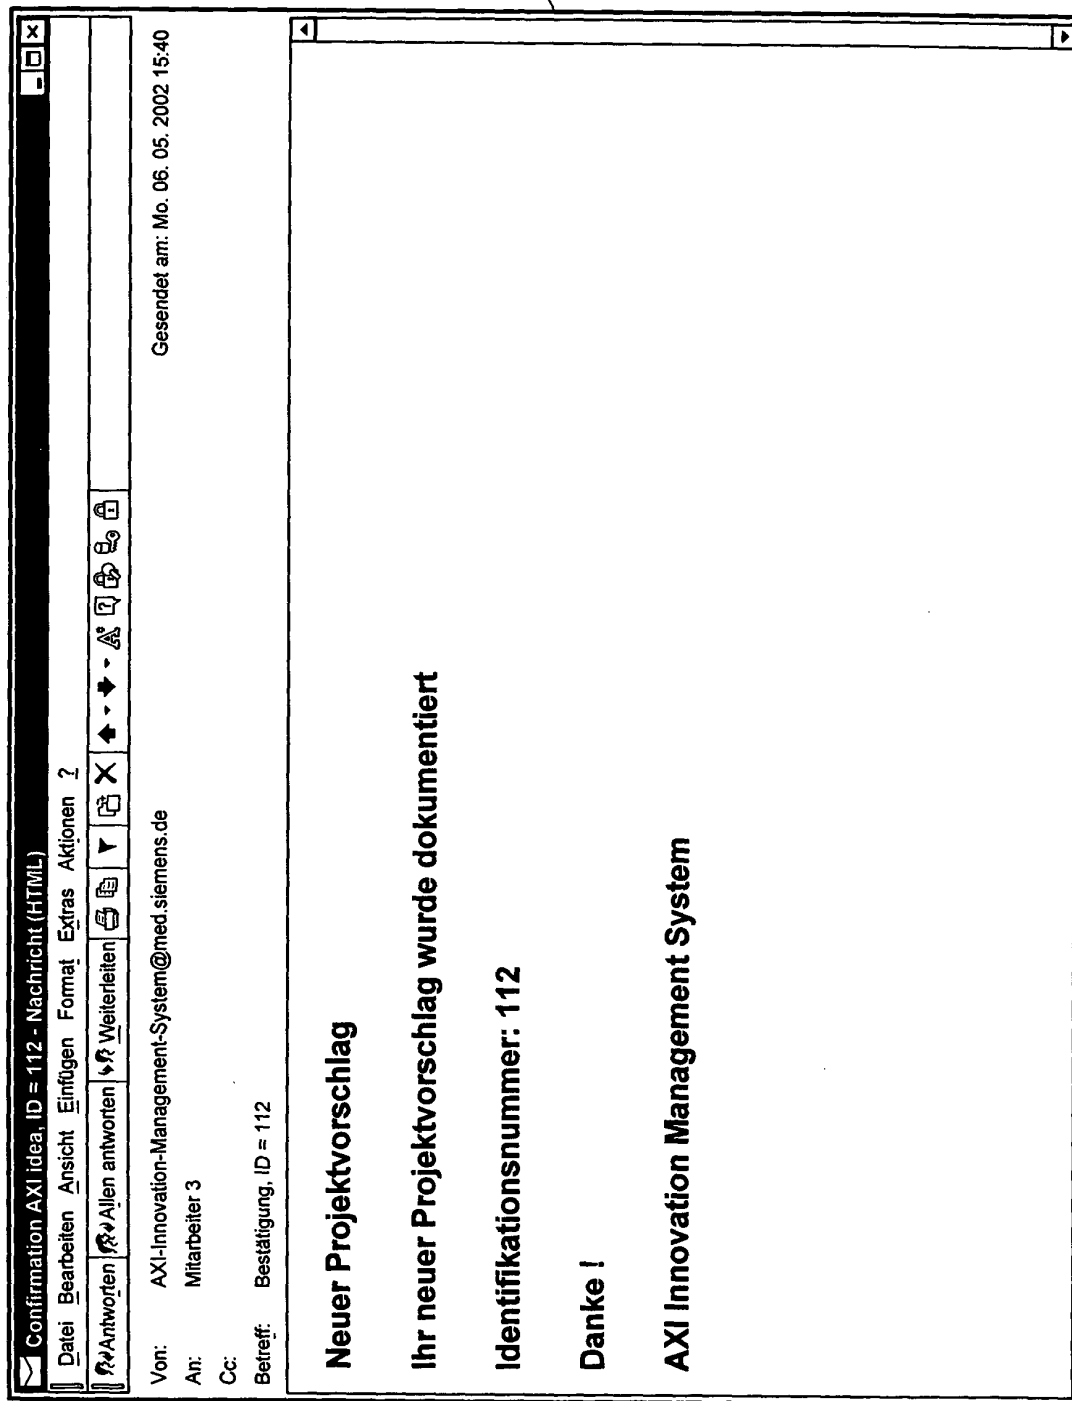 Confirmation AXI idea, ID = 112 - Nachricht (HTML)
Datei Bearbeiten Ansicht Einfügen Format Extras Aktionen ?
Antworten Allen antworten Weiterleiten
Von: AXI-Innovation-Management-System@med.siemens.de Gesendet am: Mo. 06. 05. 2002 15:40
An: Mitarbeiter 3
Cc:
Betreff: Bestätigung, ID = 112
Neuer Projektvorschlag
Ihr neuer Projektvorschlag wurde dokumentiert
Identifikationsnummer: 112
Danke !
AXI Innovation Management System